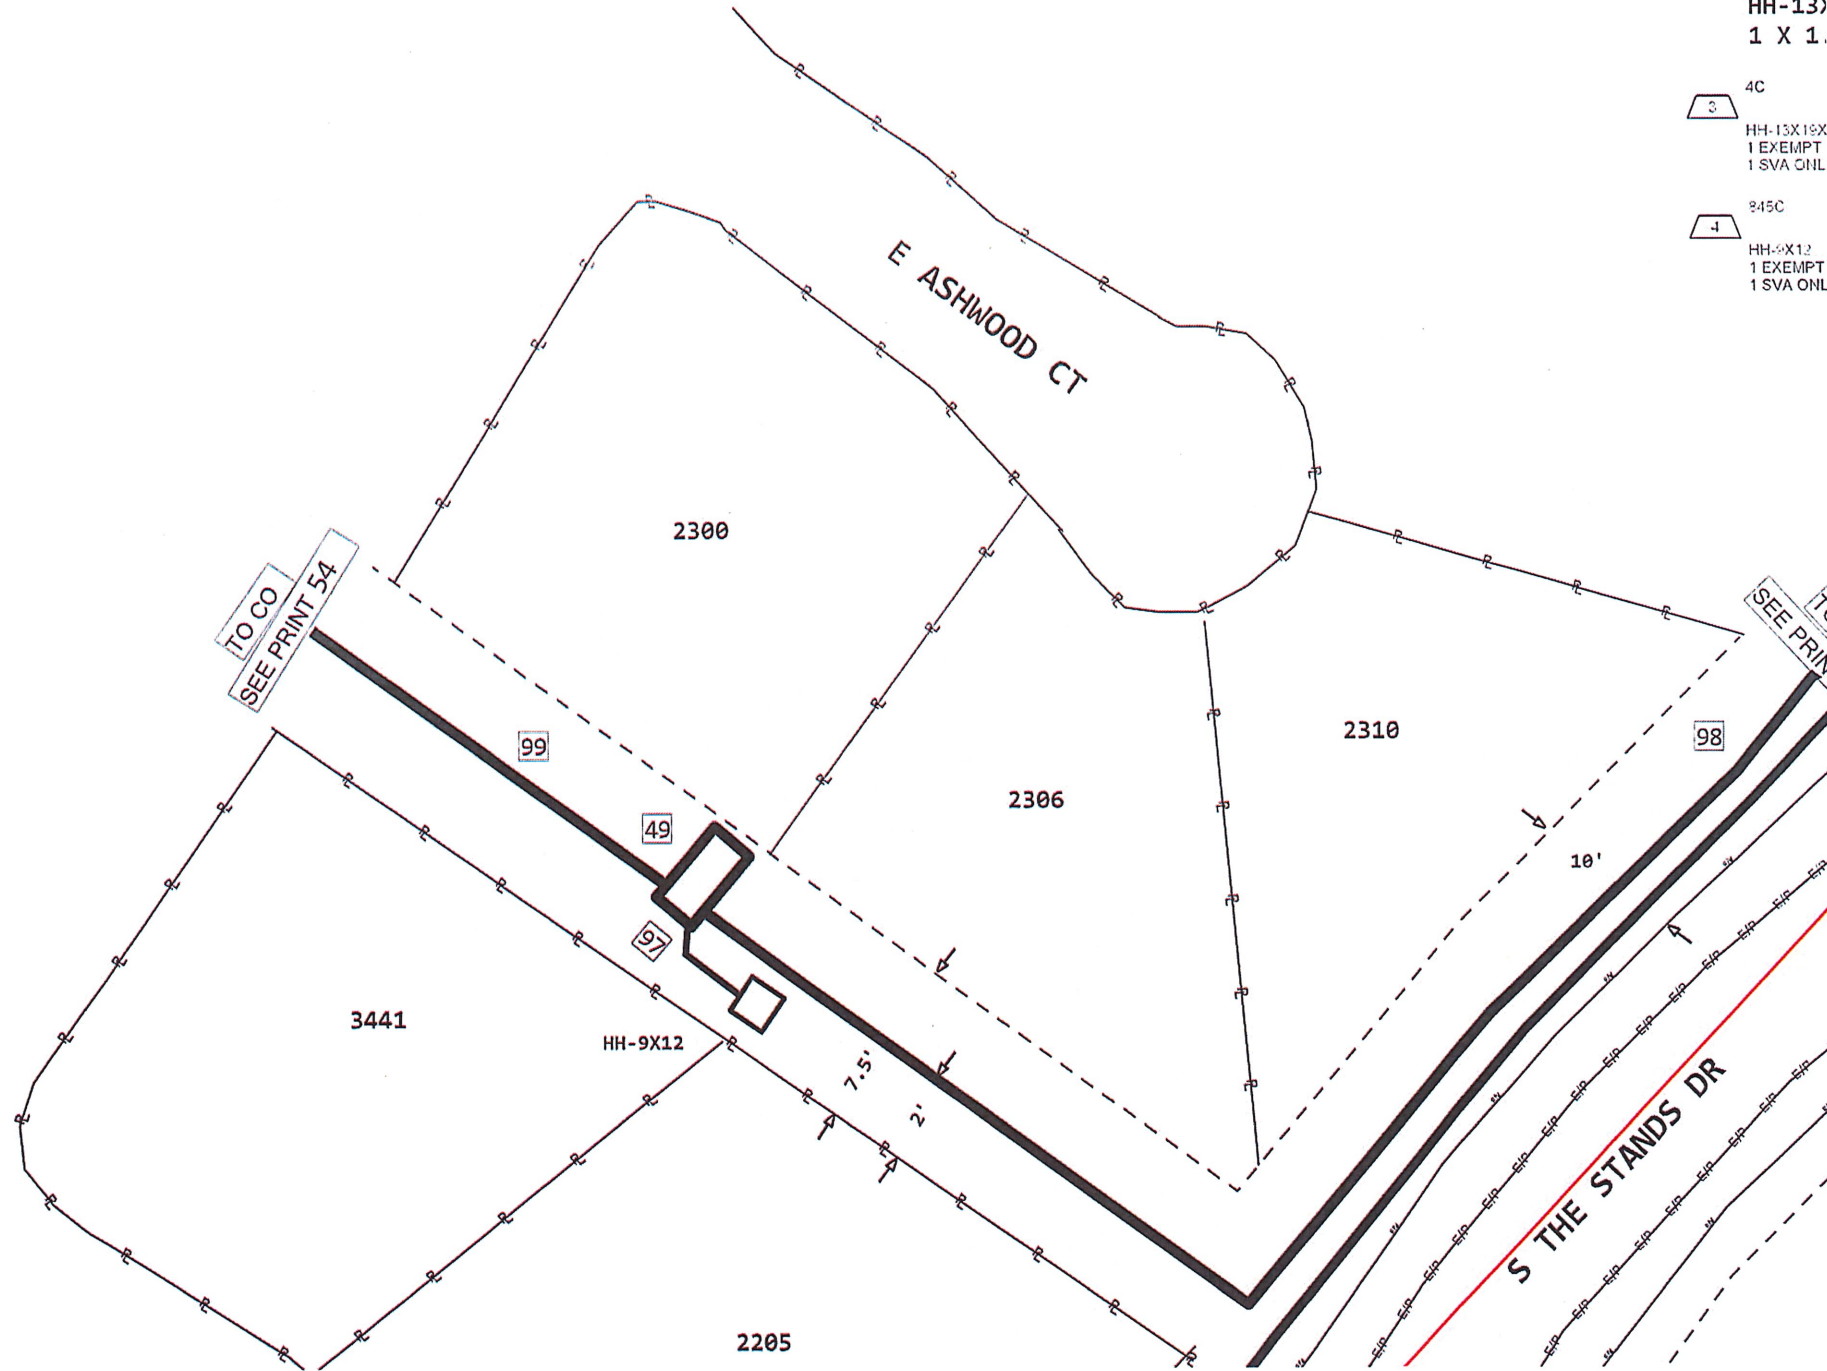 HH-13X
1 X 1.
4C
3
HH-13X19X
1 EXEMPT
1 SVA ONL
845C
4
HH-9X12
1 EXEMPT
1 SVA ONL
E ASHWOOD CT
2300
TO CO
SEE PRINT 54
SEE PRIN
99
2310
98
2306
49
10'
97
3441
HH-9X12
7.5'
2'
S THE STANDS DR
2205